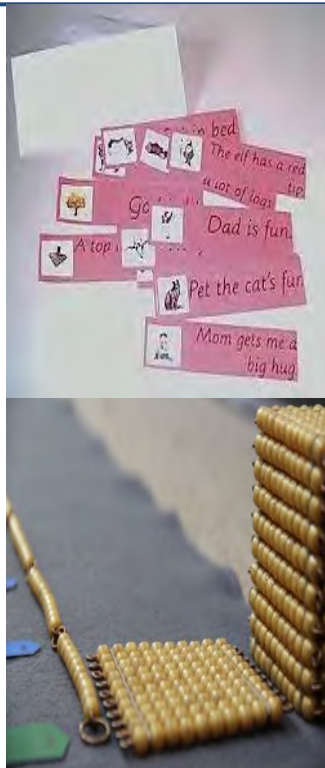 in bed
The elf has a red
tip.
a lot of logs
Go
Dad is fun.
A top
Pet the cat's fur.
Mom gets me a
big hug.